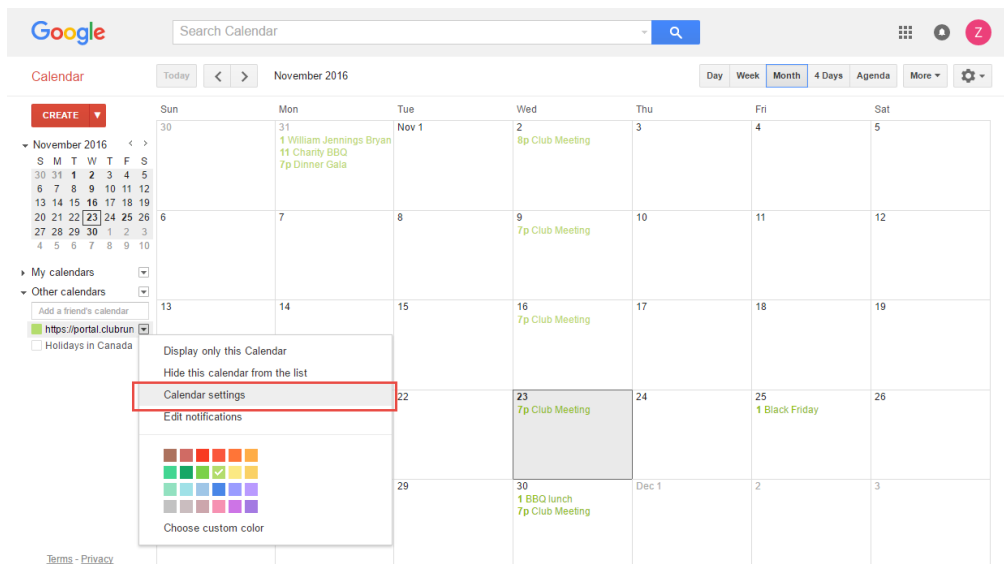 Google
Search Calendar
Z
Calendar
Today
November 2016
Day Week Month 4 Days Agenda More
CREATE
November 2016
S M T W T F S
30 31 1 2 3 4 5
6 7 8 9 10 11 12
13 14 15 16 17 18 19
20 21 22 23 24 25 26
27 28 29 30 1 2 3
4 5 6 7 8 9 10
My calendars
Other calendars
Add a friend's calendar
https://portal.clubrun
Holidays in Canada
Terms - Privacy
Sun Mon Tue Wed Thu Fri Sat
30 31 Nov 1 2 3 4 5
1 William Jennings Bryan
11 Charity BBQ
7p Dinner Gala
8p Club Meeting
6 7 8 9 10 11 12
7p Club Meeting
13 14 15 16 17 18 19
7p Club Meeting
22 23 24 25 26
7p Club Meeting
1 Black Friday
29 30 Dec 1 2 3
1 BBQ lunch
7p Club Meeting
Display only this Calendar
Hide this calendar from the list
Calendar settings
Edit notifications
Choose custom color